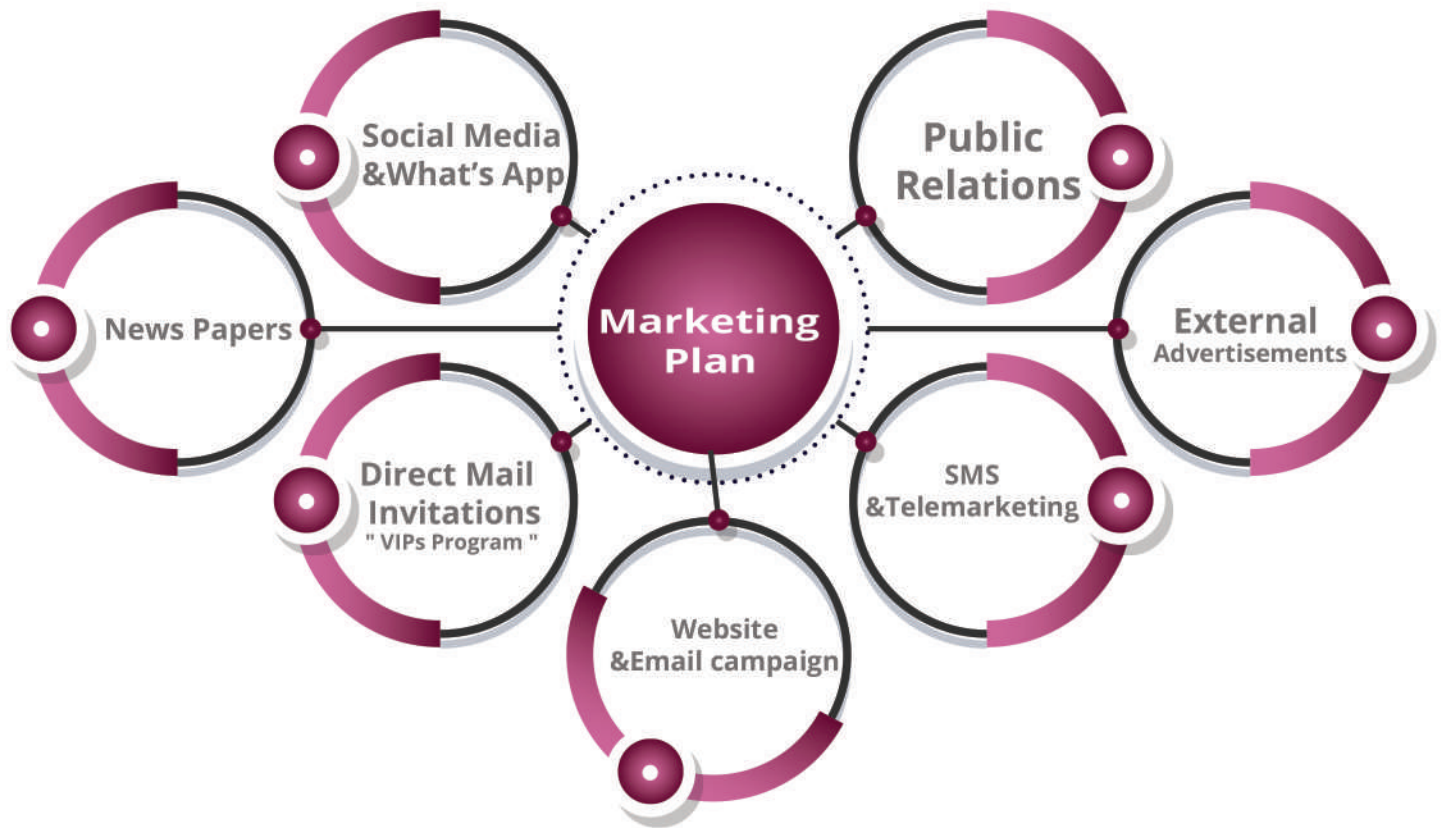 Social Media
&What's App
Public
Relations
News Papers
Marketing
Plan
External
Advertisements
Direct Mail
Invitations
" VIPs Program "
SMS
&Telemarketing
Website
&Email campaign